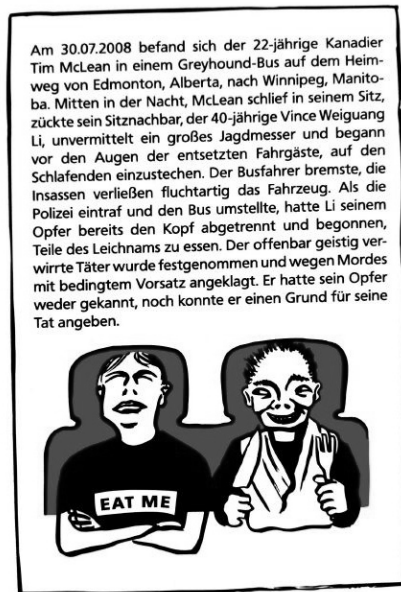 Am 30.07.2008 befand sich der 22-jährige Kanadier
Tim McLean in einem Greyhound-Bus auf dem Heim-
weg von Edmonton, Alberta, nach Winpeg, Manito-
ba. Mitten in der Nacht, McLean schlief in seinem Sitz,
zückte sein Sitznachbar, der 40-jährige Vince Weiguang
Li, unvermittelt ein großes Jagdmesser und begann
vor den Augen der entsetzten Fahrgäste, auf den
Schlafenden einzustechen. Der Busfahrer bremste, die
Insassen verließen fluchtartig das Fahrzeug. Als die
Polizei eintraf und den Bus umstellte, hatte Li seinem
Opfer bereits den Kopf abgetrennt und begonnen,
Teile des Leichnams zu essen. Der offenbar geistig ver-
wirrte Täter wurde festgenommen und wegen Mordes
mit bedingtem Vorsatz angeklagt. Er hatte sein Opfer
weder gekannt, noch konnte er einen Grund für seine
Tat angeben.
EAT ME